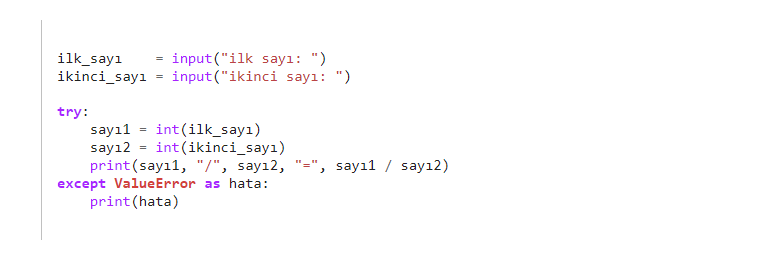 ilk_sayı    = input("ilk sayı: ")
ikinci_sayı = input("ikinci sayı: ")
try:
    sayı1 = int(ilk_sayı)
    sayı2 = int(ikinci_sayı)
    print(sayı1, "/", sayı2, "=", sayı1 / sayı2)
except ValueError as hata:
    print(hata)